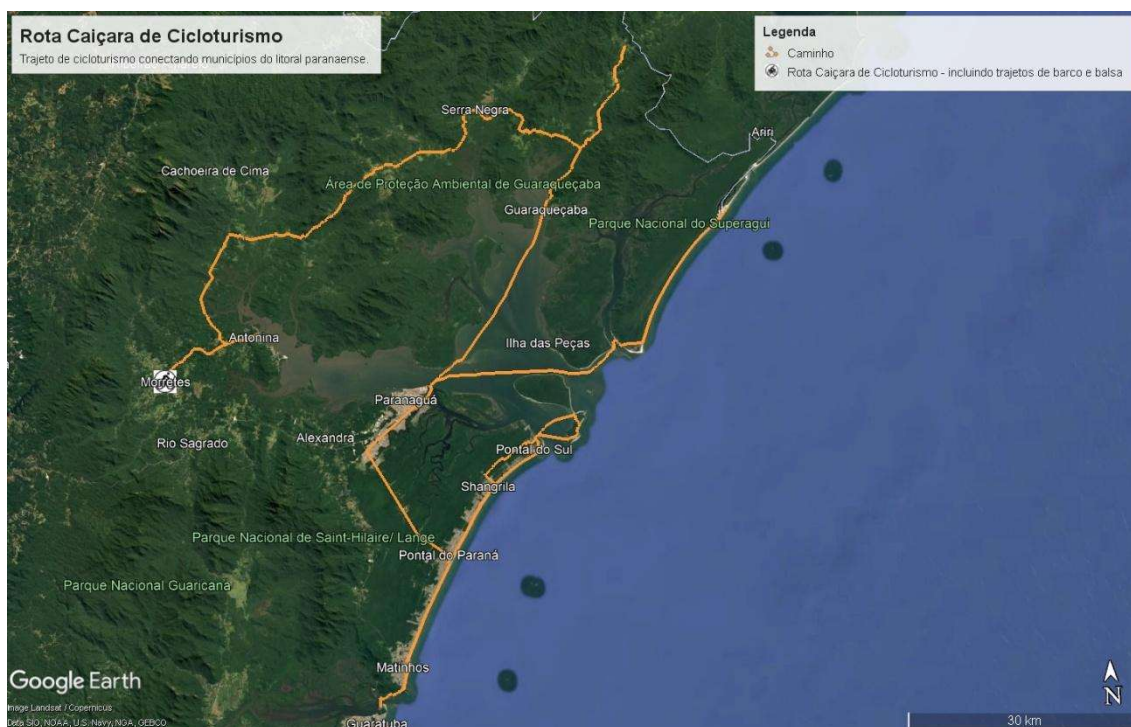 Rota Caiçara de Cicloturismo
Trajeto de cicloturismo conectando municípios do litoral paranaense.
Legenda
Caminho
Rota Caiçara de Cicloturismo - incluindo trajetos de barco e balsa
Serra Negra
Ariri
Cachoeira de Cima
Área de Proteção Ambiental de Guaraqueçaba
Guaraqueçaba
Parque Nacional do Superagui
Antonina
Ilha das Peças
Morretes
Paranaguá
Alexandra
Rio Sagrado
Pontal do Sul
Shangrila
Parque Nacional de Saint-Hilaire/ Lange
Pontal do Paraná
Parque Nacional Guaricana
Matinhos
Google Earth
N
Image Landsat / Copernicus
Data SIO, NOAA, U.S. Navy, NGA, GEBCO
Guaratuba
30 km